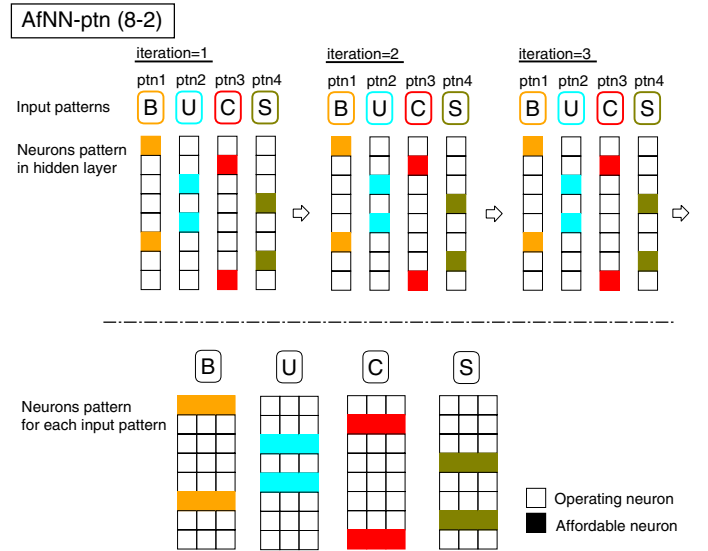 AfNN-ptn (8-2)
iteration=1 iteration=2 iteration=3
ptn1 ptn2 ptn3 ptn4 ptn1 ptn2 ptn3 ptn4 ptn1 ptn2 ptn3 ptn4
Input patterns B U C S B U C S B U C S
Neurons pattern
in hidden layer
B U C S
Neurons pattern
for each input pattern
Operating neuron
Affordable neuron